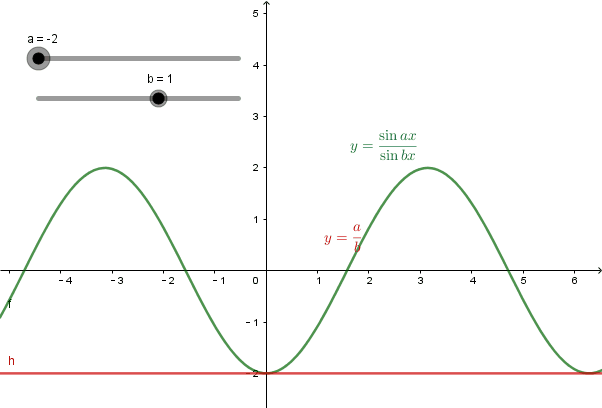 a = -2
b = 1
5
4
3
y = sin ax / sin bx
2
1
y = a / b
-4 -3 -2 -1 0 1 2 3 4 5 6
f
-1
h
-2